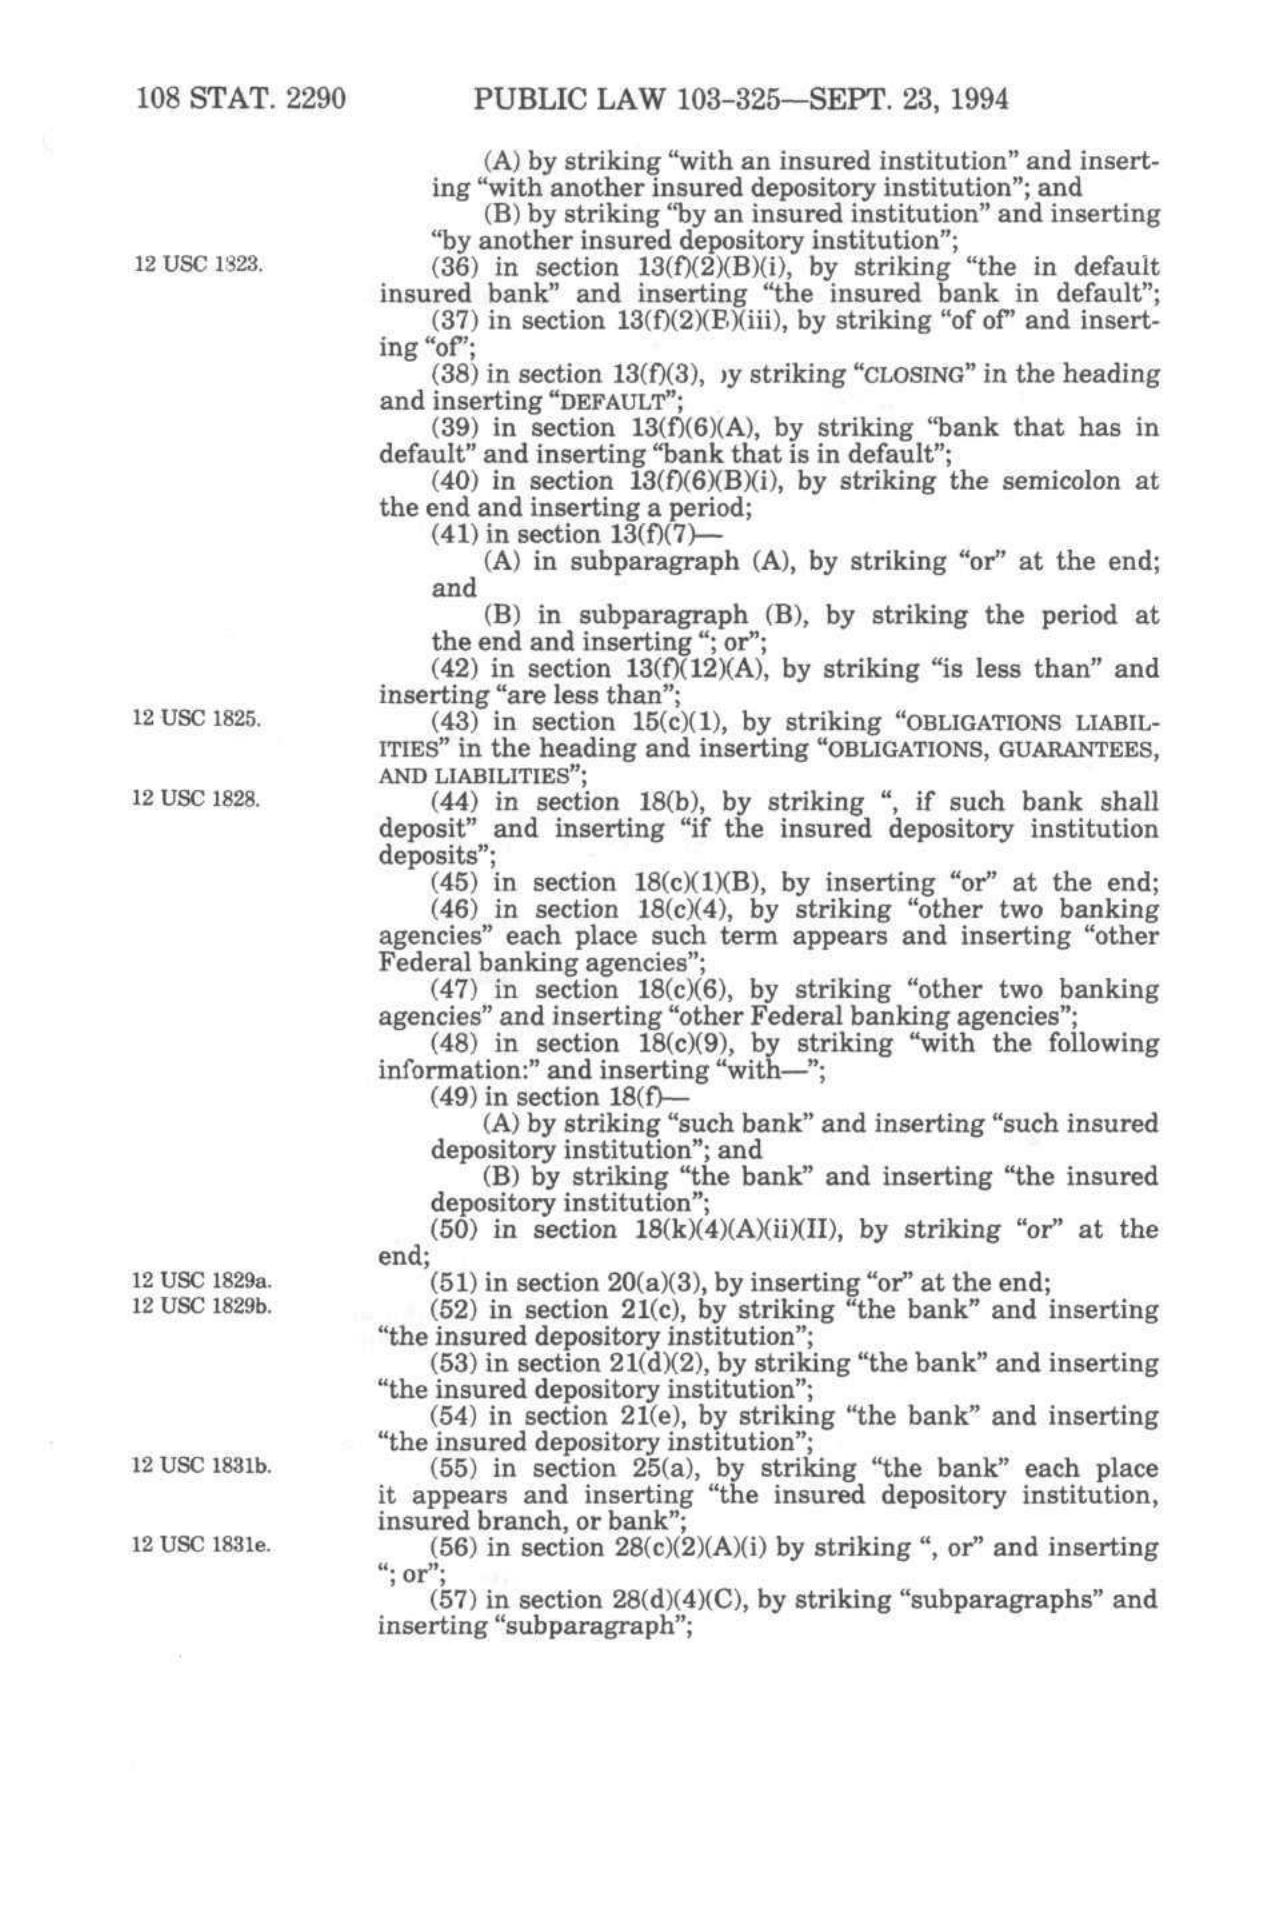 108 STAT. 2290 PUBLIC LAW 103–325—SEPT. 23, 1994
(A) by striking “with an insured institution” and insert-
ing “with another insured depository institution”; and
(B) by striking “by an insured institution” and inserting
“by another insured depository institution”;
12 USC 1823.
(36) in section 13(f)(2)(B)(i), by striking “the in default
insured bank” and inserting “the insured bank in default”;
(37) in section 13(f)(2)(E)(iii), by striking “of of” and insert-
ing “of”;
(38) in section 13(f)(3), by striking “CLOSING” in the heading
and inserting “DEFAULT”;
(39) in section 13(f)(6)(A), by striking “bank that has in
default” and inserting “bank that is in default”;
(40) in section 13(f)(6)(B)(i), by striking the semicolon at
the end and inserting a period;
(41) in section 13(f)(7)—
(A) in subparagraph (A), by striking “or” at the end;
and
(B) in subparagraph (B), by striking the period at
the end and inserting “; or”;
(42) in section 13(f)(12)(A), by striking “is less than” and
inserting “are less than”;
12 USC 1825.
(43) in section 15(c)(1), by striking “OBLIGATIONS LIABIL-
ITIES” in the heading and inserting “OBLIGATIONS, GUARANTEES,
AND LIABILITIES”;
12 USC 1828.
(44) in section 18(b), by striking “, if such bank shall
deposit” and inserting “if the insured depository institution
deposits”;
(45) in section 18(c)(1)(B), by inserting “or” at the end;
(46) in section 18(c)(4), by striking “other two banking
agencies” each place such term appears and inserting “other
Federal banking agencies”;
(47) in section 18(c)(6), by striking “other two banking
agencies” and inserting “other Federal banking agencies”;
(48) in section 18(c)(9), by striking “with the following
information:” and inserting “with—”;
(49) in section 18(f)—
(A) by striking “such bank” and inserting “such insured
depository institution”; and
(B) by striking “the bank” and inserting “the insured
depository institution”;
(50) in section 18(k)(4)(A)(ii)(II), by striking “or” at the
end;
12 USC 1829a.
(51) in section 20(a)(3), by inserting “or” at the end;
12 USC 1829b.
(52) in section 21(c), by striking “the bank” and inserting
“the insured depository institution”;
(53) in section 21(d)(2), by striking “the bank” and inserting
“the insured depository institution”;
(54) in section 21(e), by striking “the bank” and inserting
“the insured depository institution”;
12 USC 1831b.
(55) in section 25(a), by striking “the bank” each place
it appears and inserting “the insured depository institution,
insured branch, or bank”;
12 USC 1831e.
(56) in section 28(c)(2)(A)(i) by striking “, or” and inserting
“; or”;
(57) in section 28(d)(4)(C), by striking “subparagraphs” and
inserting “subparagraph”;